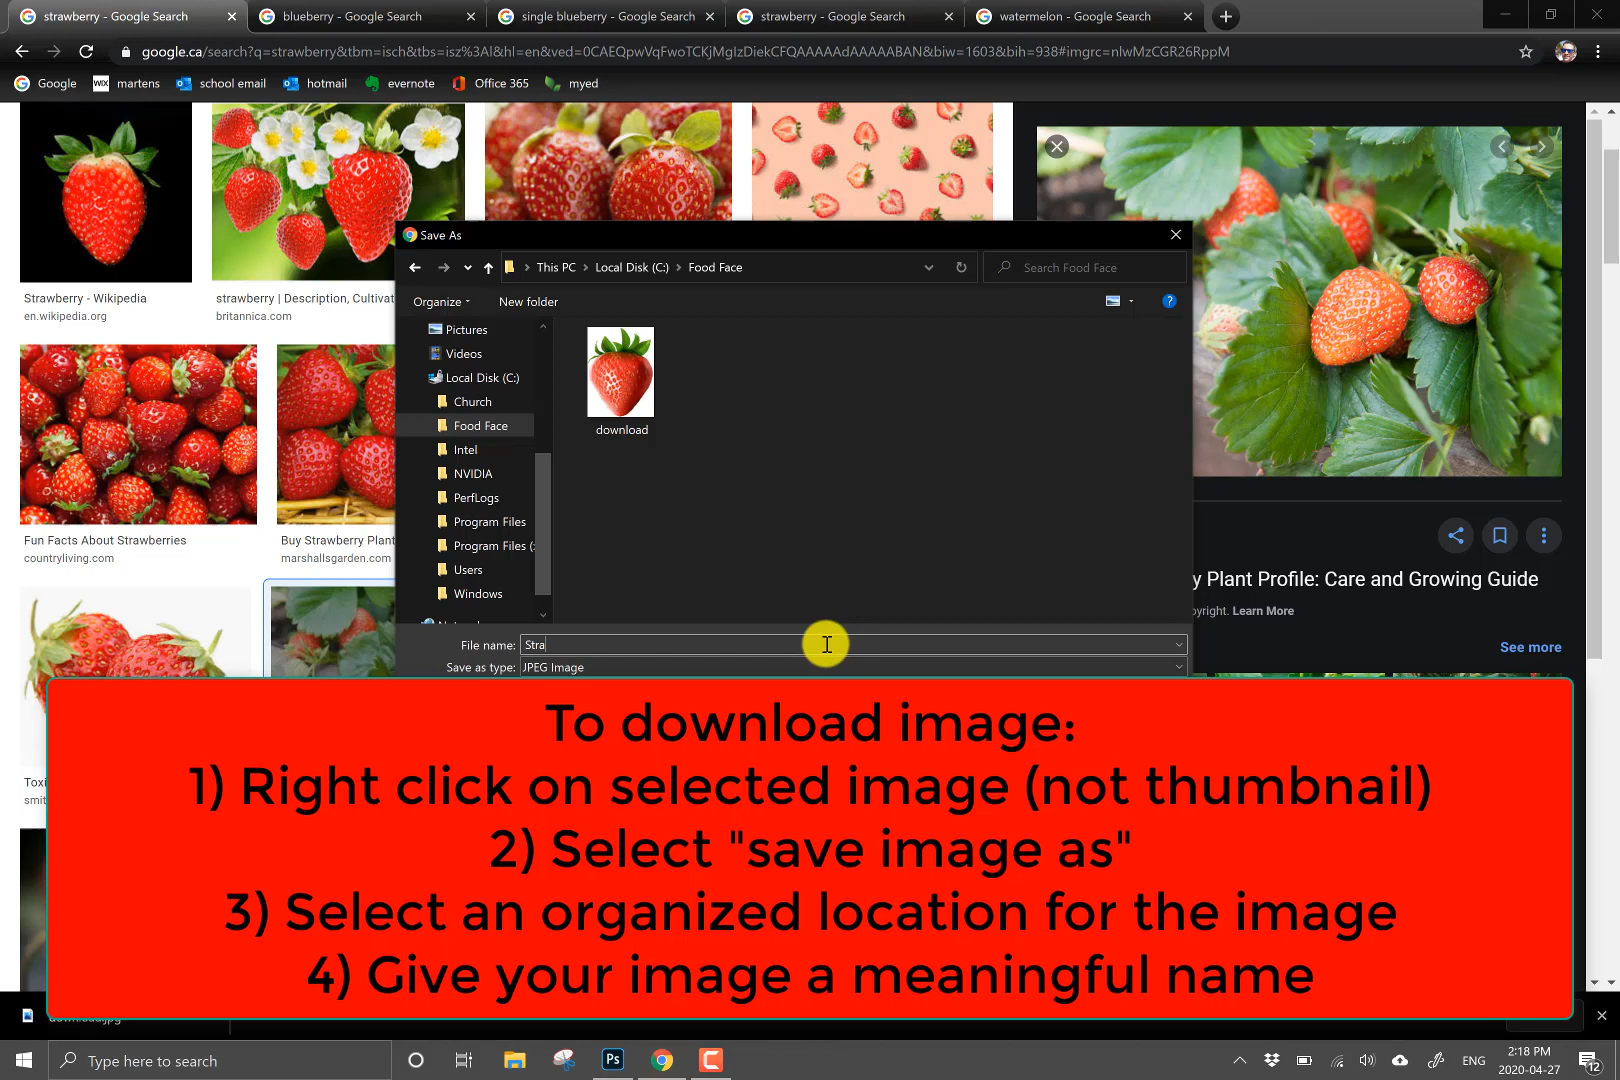 strawberry - Google Search
blueberry - Google Search
single blueberry - Google Search
strawberry - Google Search
watermelon - Google Search
google.ca/search?q=strawberry&tbm=isch&tbs=isz%3Al&hl=en&ved=0CAEQpwVqFwoTCKjMgIzDiekCFQAAAAAdAAAAABAN&biw=1603&bih=938#imgrc=nlwMzCGR26RppM
Google
WIX martens
school email
hotmail
evernote
Office 365
myed
Strawberry - Wikipedia
en.wikipedia.org
strawberry | Description, Cultivat
britannica.com
Fun Facts About Strawberries
countryliving.com
Buy Strawberry Plant
marshallsgarden.com
Toxi
smit
Save As
This PC
Local Disk (C:)
Food Face
Search Food Face
Organize
New folder
Pictures
Videos
Local Disk (C:)
Church
Food Face
Intel
NVIDIA
PerfLogs
Program Files
Program Files (
Users
Windows
download
File name: Stra
Save as type: JPEG Image
y Plant Profile: Care and Growing Guide
pyright. Learn More
See more
To download image:
1) Right click on selected image (not thumbnail)
2) Select "save image as"
3) Select an organized location for the image
4) Give your image a meaningful name
Type here to search
Ps
ENG
2:18 PM
2020-04-27
12